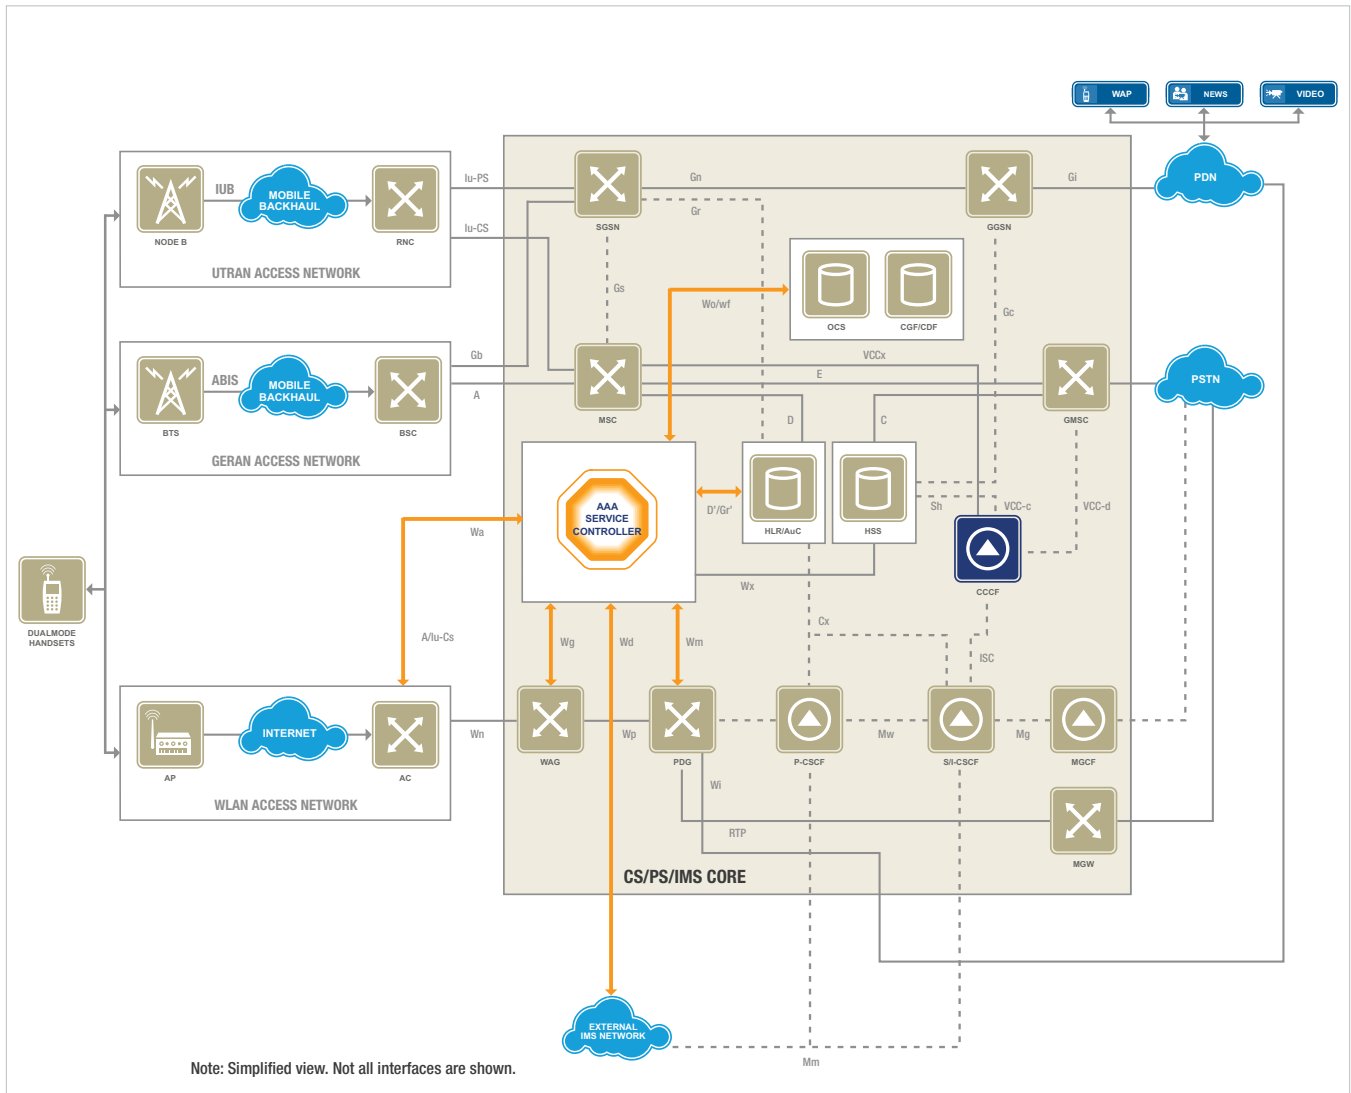 WAP
NEWS
VIDEO
PDN
IUB
MOBILE
BACKHAUL
NODE B
RNC
UTRAN ACCESS NETWORK
Iu-PS
Iu-CS
SGSN
Gn
Gr
GGSN
Gi
Gs
Wo/wf
OCS
CGF/CDF
Gc
ABIS
MOBILE
BACKHAUL
BTS
BSC
GERAN ACCESS NETWORK
Gb
A
MSC
VCCx
E
GMSC
PSTN
D
C
AAA
SERVICE
CONTROLLER
D'/Gr'
HLR/AuC
HSS
Sh
VCC-c
VCC-d
CCCF
Wa
Wx
DUALMODE
HANDSETS
A/Iu-Cs
Wg
Wd
Wm
Cx
ISC
INTERNET
AP
AC
WLAN ACCESS NETWORK
Wn
WAG
Wp
PDG
P-CSCF
Mw
S/I-CSCF
Mg
MGCF
Wi
RTP
MGW
CS/PS/IMS CORE
EXTERNAL
IMS NETWORK
Mm
Note: Simplified view. Not all interfaces are shown.